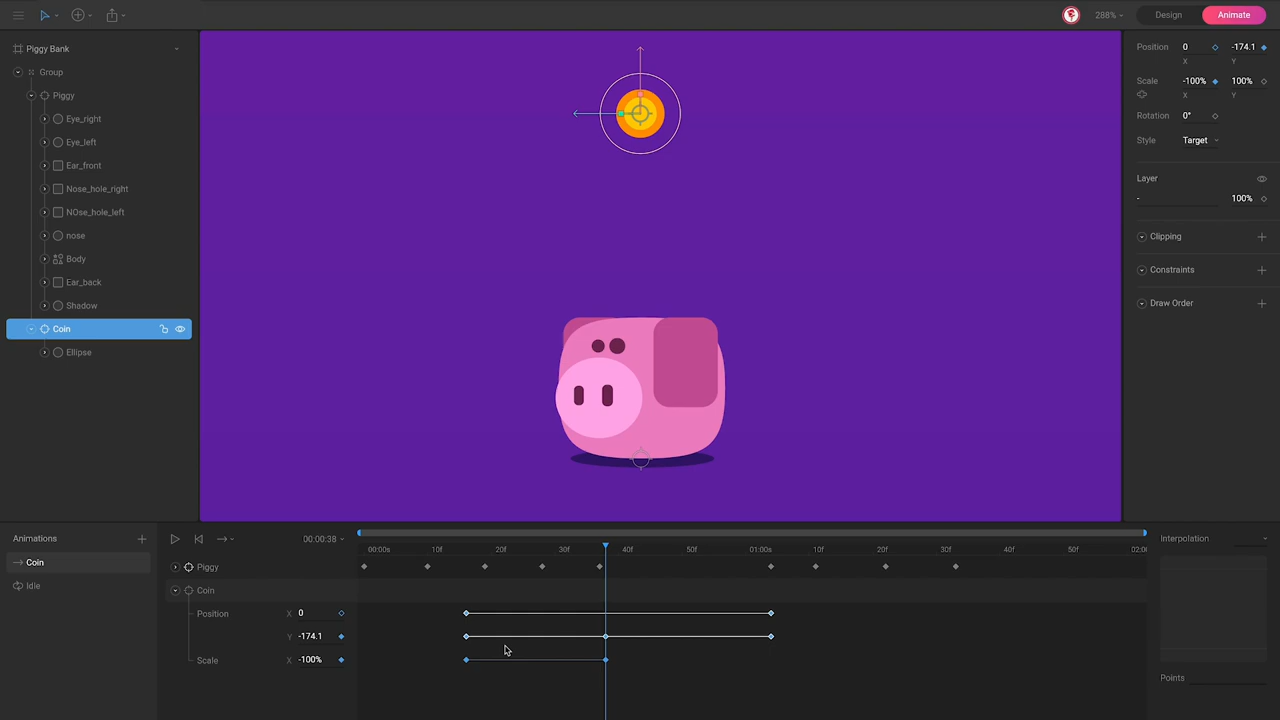 288%
Design
Animate
Piggy Bank
Group
Piggy
Eye_right
Eye_left
Ear_front
Nose_hole_right
NOse_hole_left
nose
Body
Ear_back
Shadow
Coin
Ellipse
Position 0 -174.1
X Y
Scale -100% 100%
X Y
Rotation 0°
Style Target
Layer
- 100%
Clipping
Constraints
Draw Order
Animations
Coin
Idle
00:00:38
00:00s 10f 20f 30f 40f 50f 01:00s 10f 20f 30f 40f 50f 02:0
Piggy
Coin
Position X 0
Y -174.1
Scale X -100%
Interpolation
Points